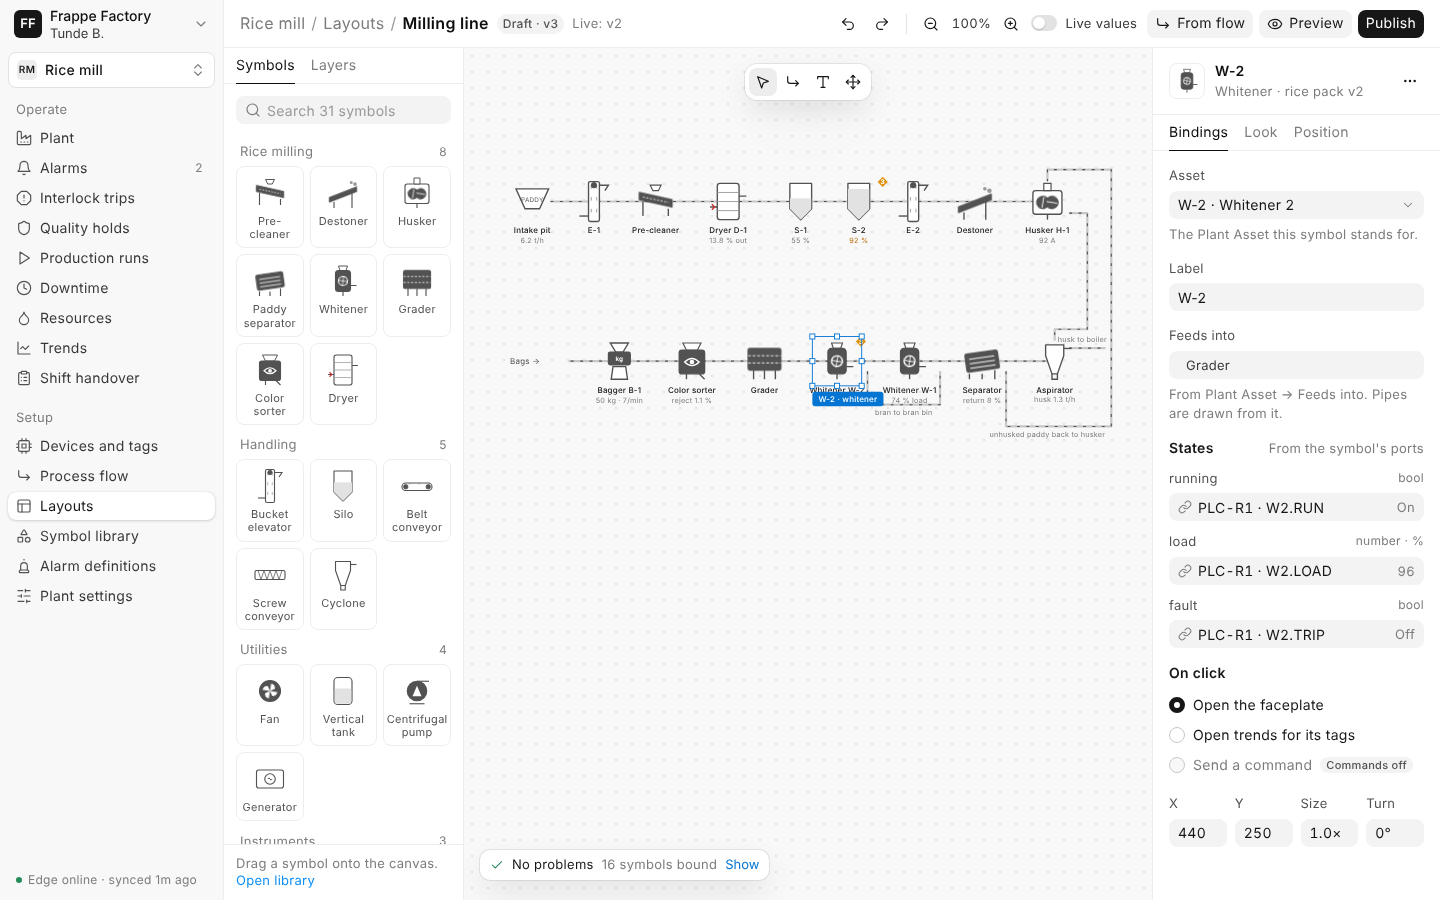 FF
Frappe Factory
Tunde B.
RM Rice mill
Operate
Plant
Alarms 2
Interlock trips
Quality holds
Production runs
Downtime
Resources
Trends
Shift handover
Setup
Devices and tags
Process flow
Layouts
Symbol library
Alarm definitions
Plant settings
Edge online · synced 1m ago
Rice mill / Layouts / Milling line Draft · v3 Live: v2
100% Live values From flow Preview Publish
Symbols Layers
Search 31 symbols
Rice milling 8
Pre-
cleaner
Destoner
Husker
Paddy
separator
Whitener
Grader
Color
sorter
Dryer
Handling 5
Bucket
elevator
Silo
Belt
conveyor
Screw
conveyor
Cyclone
Utilities 4
Fan
Vertical
tank
Centrifugal
pump
Generator
Instruments 3
Drag a symbol onto the canvas.
Open library
PADDY
Intake pit E-1 Pre-cleaner Dryer D-1 S-1 S-2 E-2 Destoner Husker H-1
6.2 t/h 13.8 % out 55 % 92 % 92 A
husk to boiler
Bags →
kg
Bagger B-1 Color sorter Grader Whitener W-2 Whitener W-1 Separator Aspirator
50 kg · 7/min reject 1.1 % 74 % load return 8 % husk 1.3 t/h
W-2 · whitener
bran to bran bin
unhusked paddy back to husker
No problems 16 symbols bound Show
W-2
Whitener · rice pack v2
Bindings Look Position
Asset
W-2 · Whitener 2
The Plant Asset this symbol stands for.
Label
W-2
Feeds into
Grader
From Plant Asset → Feeds into. Pipes
are drawn from it.
States From the symbol's ports
running bool
PLC-R1 · W2.RUN On
load number · %
PLC-R1 · W2.LOAD 96
fault bool
PLC-R1 · W2.TRIP Off
On click
Open the faceplate
Open trends for its tags
Send a command Commands off
X Y Size Turn
440 250 1.0× 0°